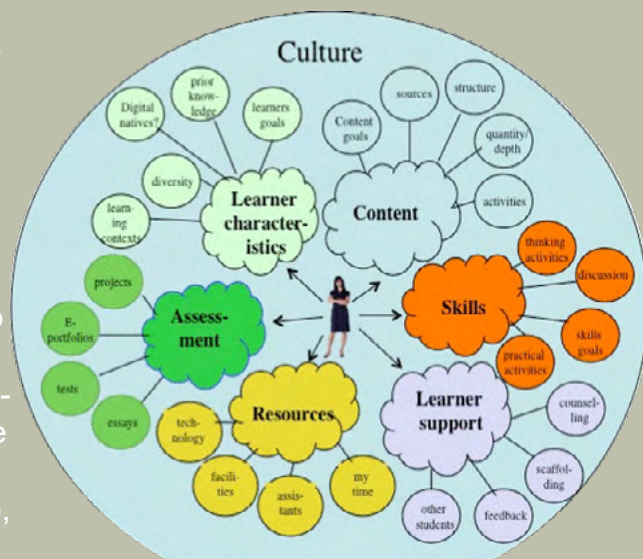 Culture
Digital
natives?
prior
know-
ledge
learners
goals
diversity
learn-
ing
contexts
Learner
character-
istics
Content
goals
sources
structure
quantity/
depth
activities
Content
thinking
activities
discussion
skills
goals
practical
activities
Skills
counsel-
ling
scaffol-
ding
feedback
other
students
Learner
support
my
time
assis-
tants
facili-
ties
tech-
nology
Resources
essays
tests
E-
portfolios
projects
Assess-
ment